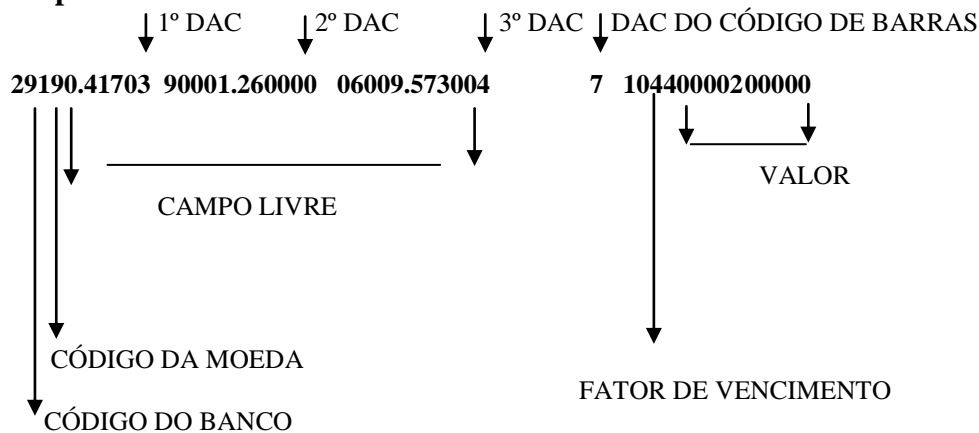 1º DAC 2º DAC 3º DAC DAC DO CÓDIGO DE BARRAS
29190.41703 90001.260000 06009.573004 7 10440000200000
VALOR
CAMPO LIVRE
CÓDIGO DA MOEDA
FATOR DE VENCIMENTO
CÓDIGO DO BANCO